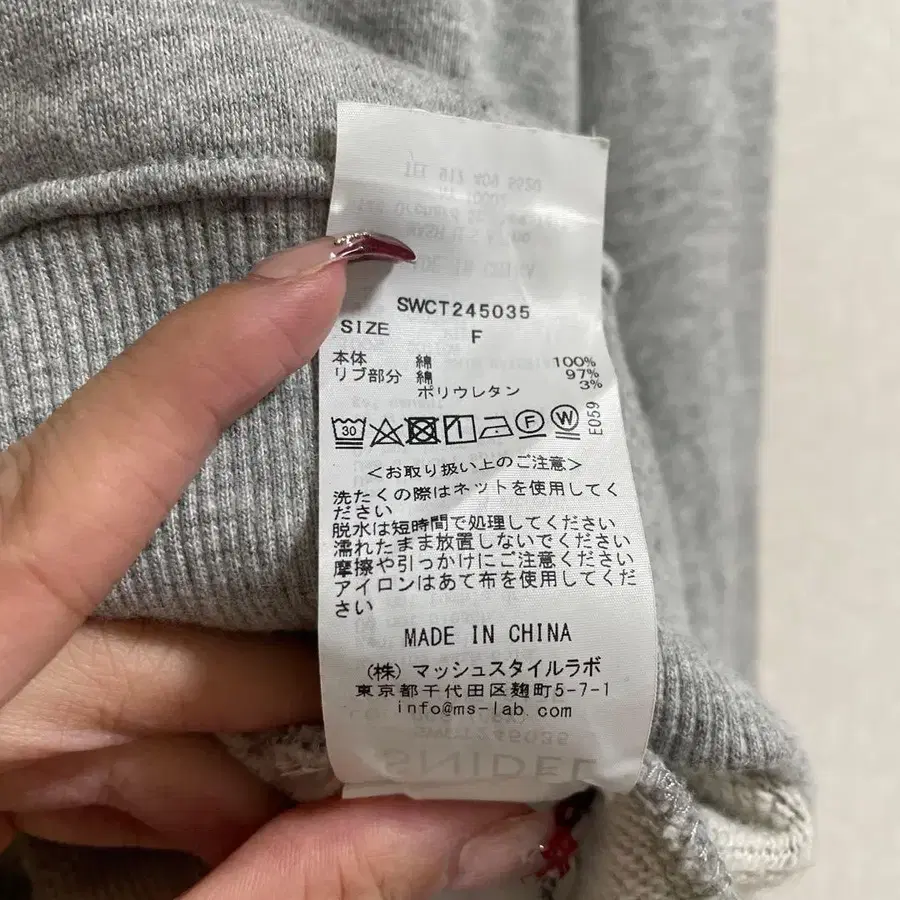 SWCT245035
SIZE F
本体 綿 100%
リブ部分 綿 97%
ポリウレタン 3%
30 F W
E059
<お取り扱い上のご注意>
洗たくの際はネットを使用してく
ださい
脱水は短時間で処理してください
濡れたまま放置しないでください
摩擦や引っかけにご注意ください
アイロンはあて布を使用してくだ
さい
MADE IN CHINA
(株) マッシュスタイルラボ
東京都千代田区麹町5-7-1
info@ms-lab.com
SWCT245035
SNIDEL